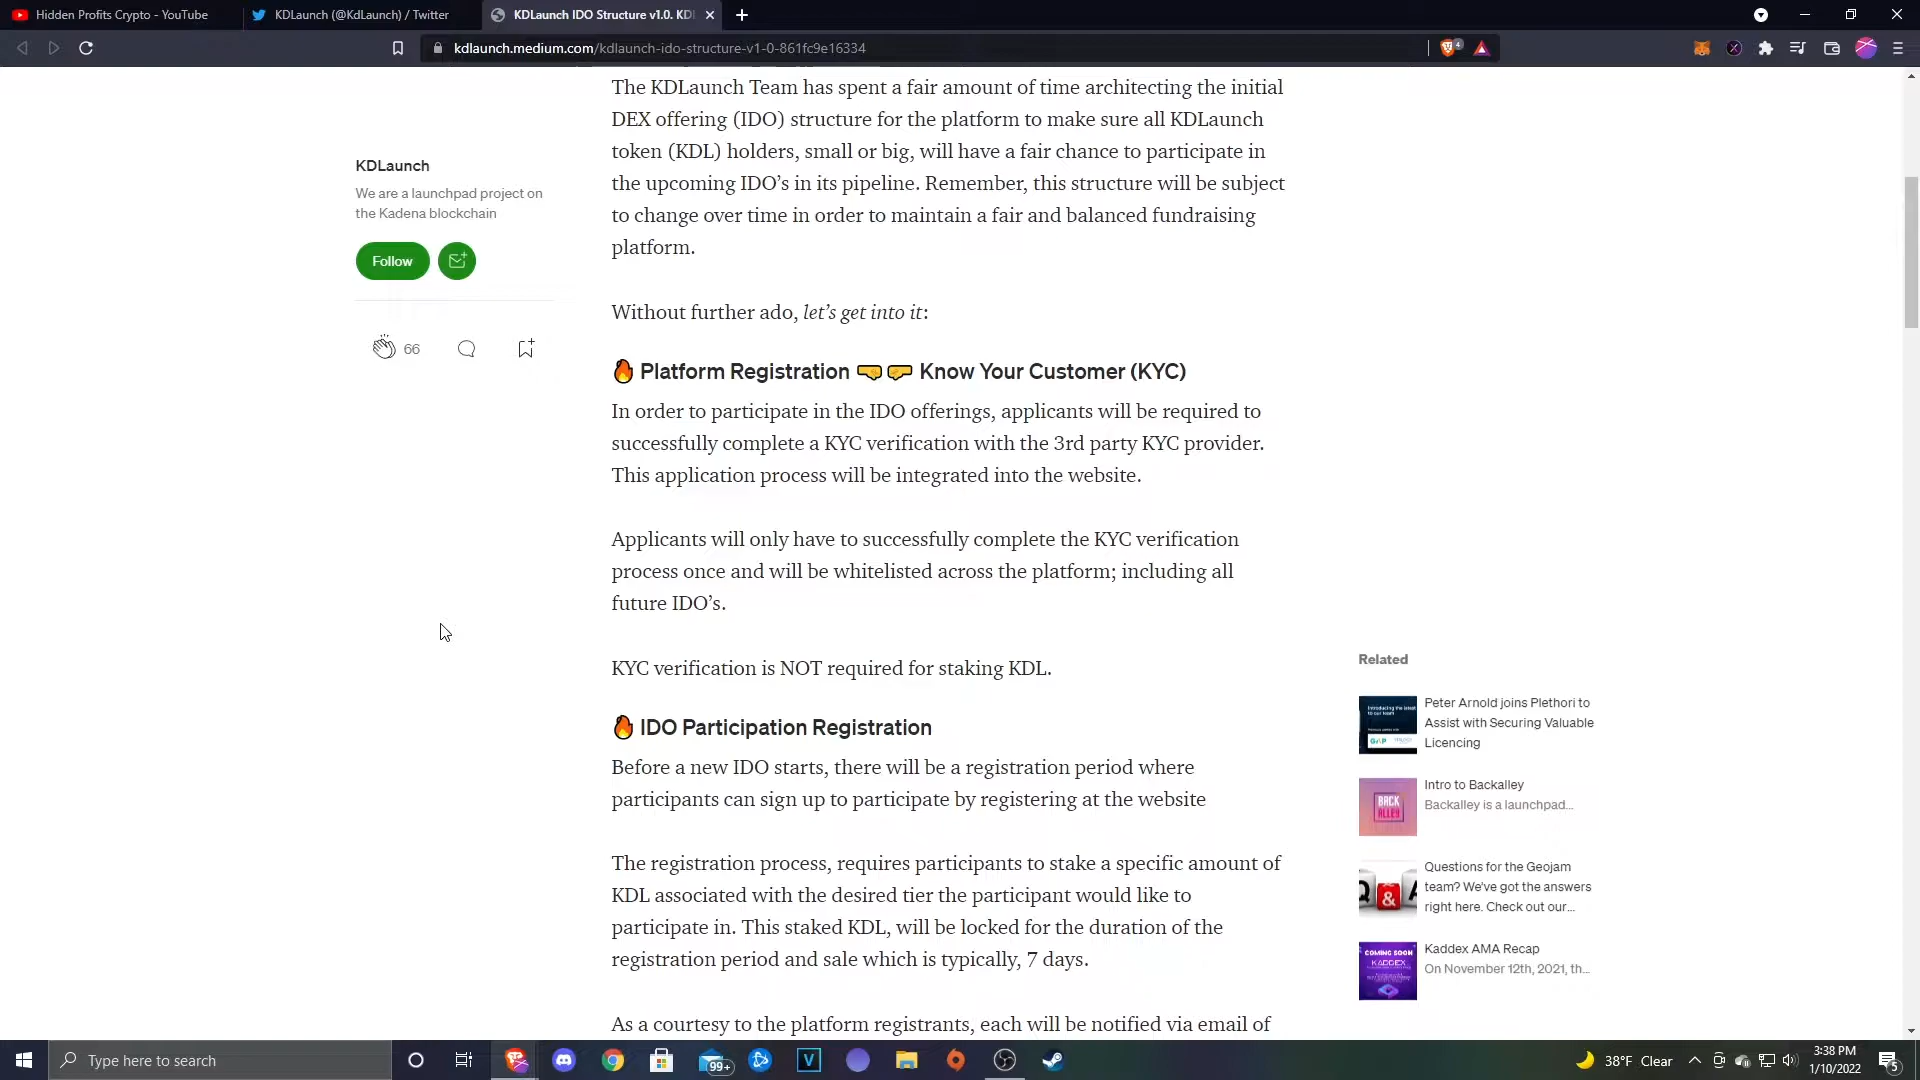 Hidden Profits Crypto - YouTube
KDLaunch (@KdLaunch) / Twitter
KDLaunch IDO Structure v1.0. KDL
kdlaunch.medium.com/kdlaunch-ido-structure-v1-0-861fc9e16334
4
The KDLaunch Team has spent a fair amount of time architecting the initial
DEX offering (IDO) structure for the platform to make sure all KDLaunch
token (KDL) holders, small or big, will have a fair chance to participate in
the upcoming IDO’s in its pipeline. Remember, this structure will be subject
to change over time in order to maintain a fair and balanced fundraising
platform.
KDLaunch
We are a launchpad project on
the Kadena blockchain
Follow
66
Without further ado, let’s get into it:
🔥 Platform Registration 🤜🤛 Know Your Customer (KYC)
In order to participate in the IDO offerings, applicants will be required to
successfully complete a KYC verification with the 3rd party KYC provider.
This application process will be integrated into the website.
Applicants will only have to successfully complete the KYC verification
process once and will be whitelisted across the platform; including all
future IDO’s.
KYC verification is NOT required for staking KDL.
🔥 IDO Participation Registration
Before a new IDO starts, there will be a registration period where
participants can sign up to participate by registering at the website
The registration process, requires participants to stake a specific amount of
KDL associated with the desired tier the participant would like to
participate in. This staked KDL, will be locked for the duration of the
registration period and sale which is typically, 7 days.
As a courtesy to the platform registrants, each will be notified via email of
Related
Peter Arnold joins Plethori to
Assist with Securing Valuable
Licencing
BACK
ALLEY
Intro to Backalley
Backalley is a launchpad...
Q & A
Questions for the Geojam
team? We've got the answers
right here. Check out our...
COMING SOON
KADDEX
Kaddex AMA Recap
On November 12th, 2021, th...
Type here to search
99+
V
38°F Clear
3:38 PM
1/10/2022
5